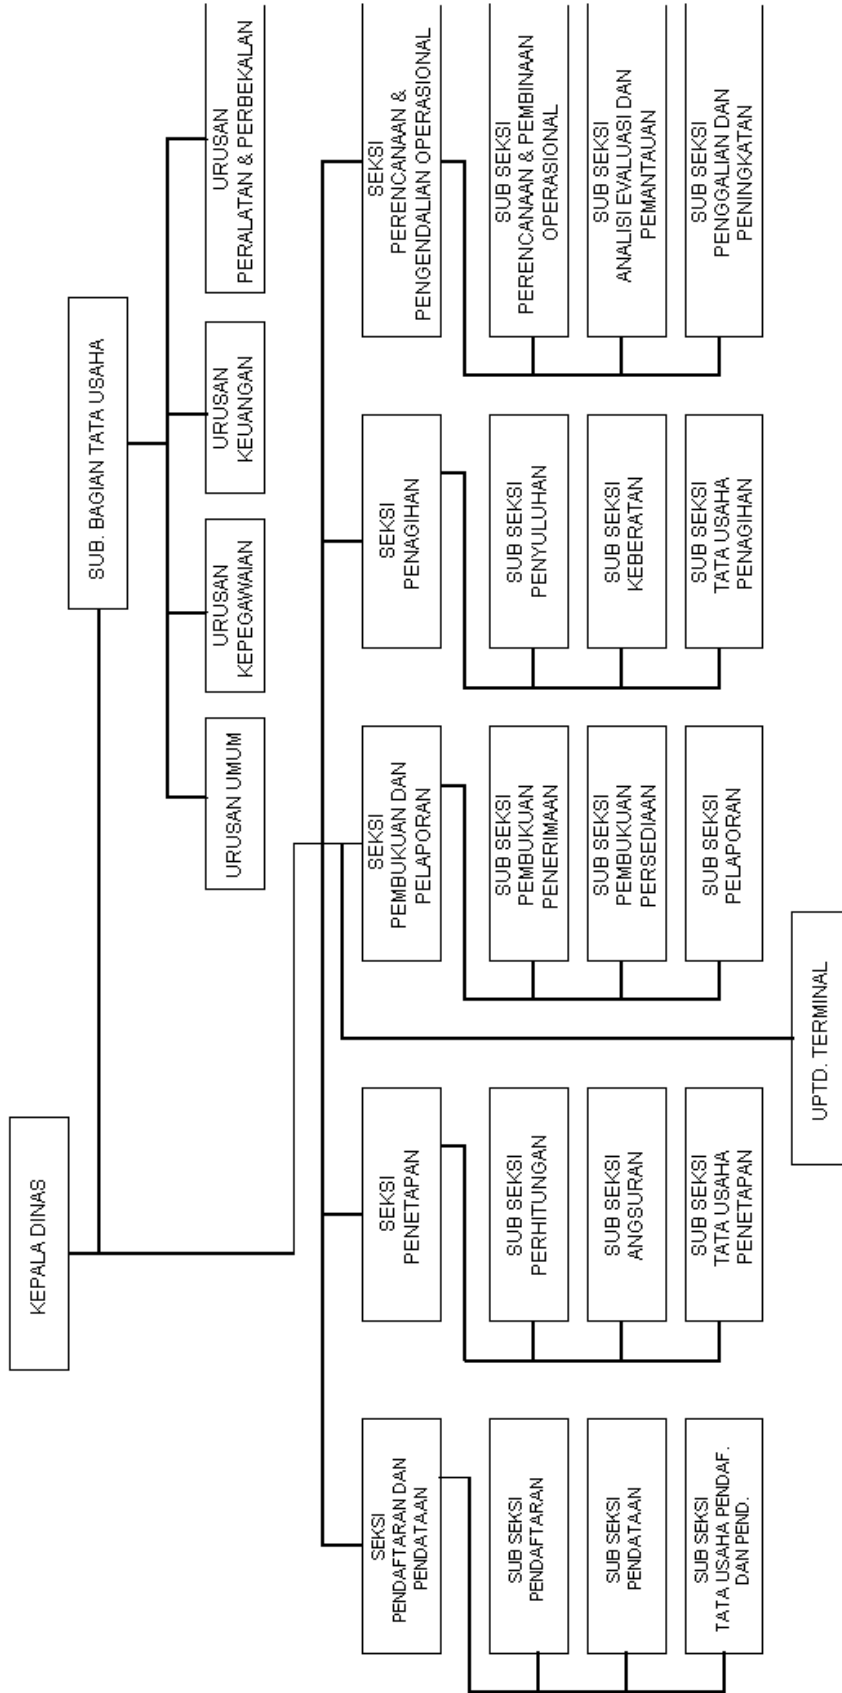 KEPALA DINAS
SUB. BAGIAN TATA USAHA
URUSAN UMUM
URUSAN
KEPEGAWAIAN
URUSAN
KEUANGAN
URUSAN
PERALATAN & PERBEKALAN
SEKSI
PENDAFTARAN DAN
PENDATAAN
SUB SEKSI
PENDAFTARAN
SUB SEKSI
PENDATAAN
SUB SEKSI
TATA USAHA PENDAF.
DAN PEND.
SEKSI
PENETAPAN
SUB SEKSI
PERHITUNGAN
SUB SEKSI
ANGSURAN
SUB SEKSI
TATA USAHA
PENETAPAN
SEKSI
PEMBUKUAN DAN
PELAPORAN
SUB SEKSI
PEMBUKUAN
PENERIMAAN
SUB SEKSI
PEMBUKUAN
PERSEDIAAN
SUB SEKSI
PELAPORAN
SEKSI
PENAGIHAN
SUB SEKSI
PENYULUHAN
SUB SEKSI
KEBERATAN
SUB SEKSI
TATA USAHA
PENAGIHAN
SEKSI
PERENCANAAN &
PENGENDALIAN OPERASIONAL
SUB SEKSI
PERENCANAAN & PEMBINAAN
OPERASIONAL
SUB SEKSI
ANALISI EVALUASI DAN
PEMANTAUAN
SUB SEKSI
PENGGALIAN DAN
PENINGKATAN
UPTD. TERMINAL